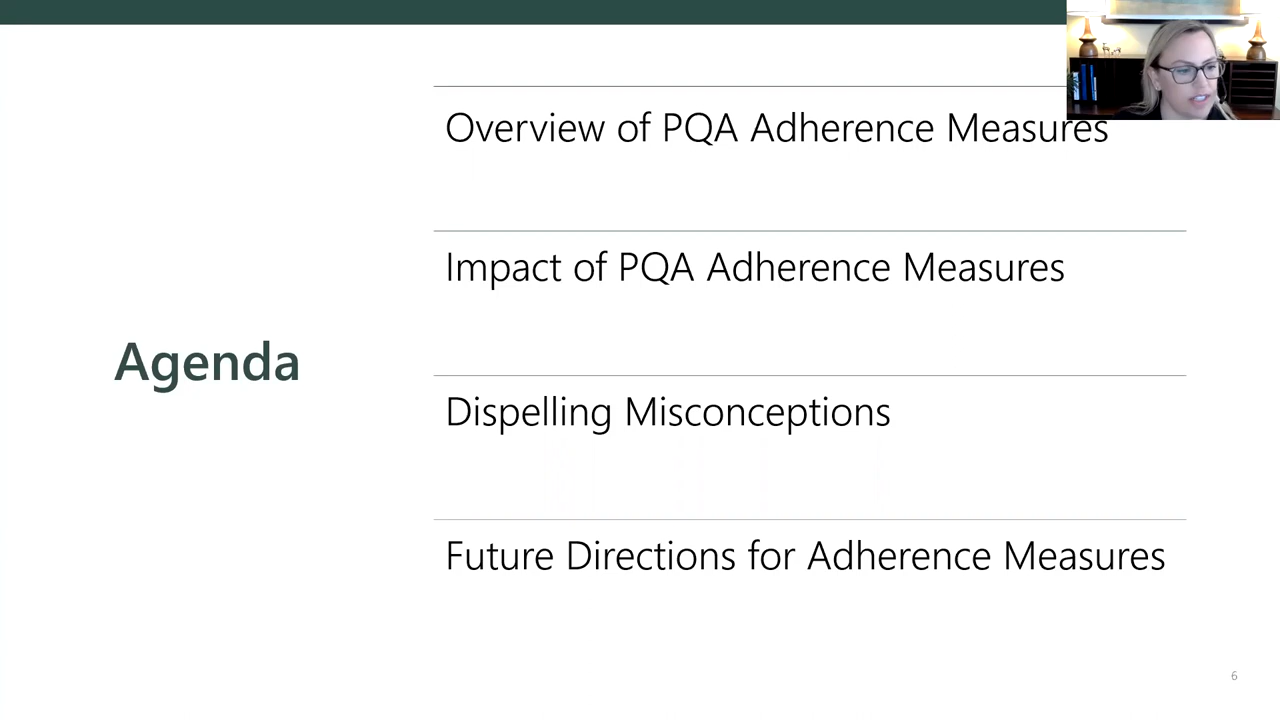 Overview of PQA Adherence Measures
Impact of PQA Adherence Measures
Agenda
Dispelling Misconceptions
Future Directions for Adherence Measures
6